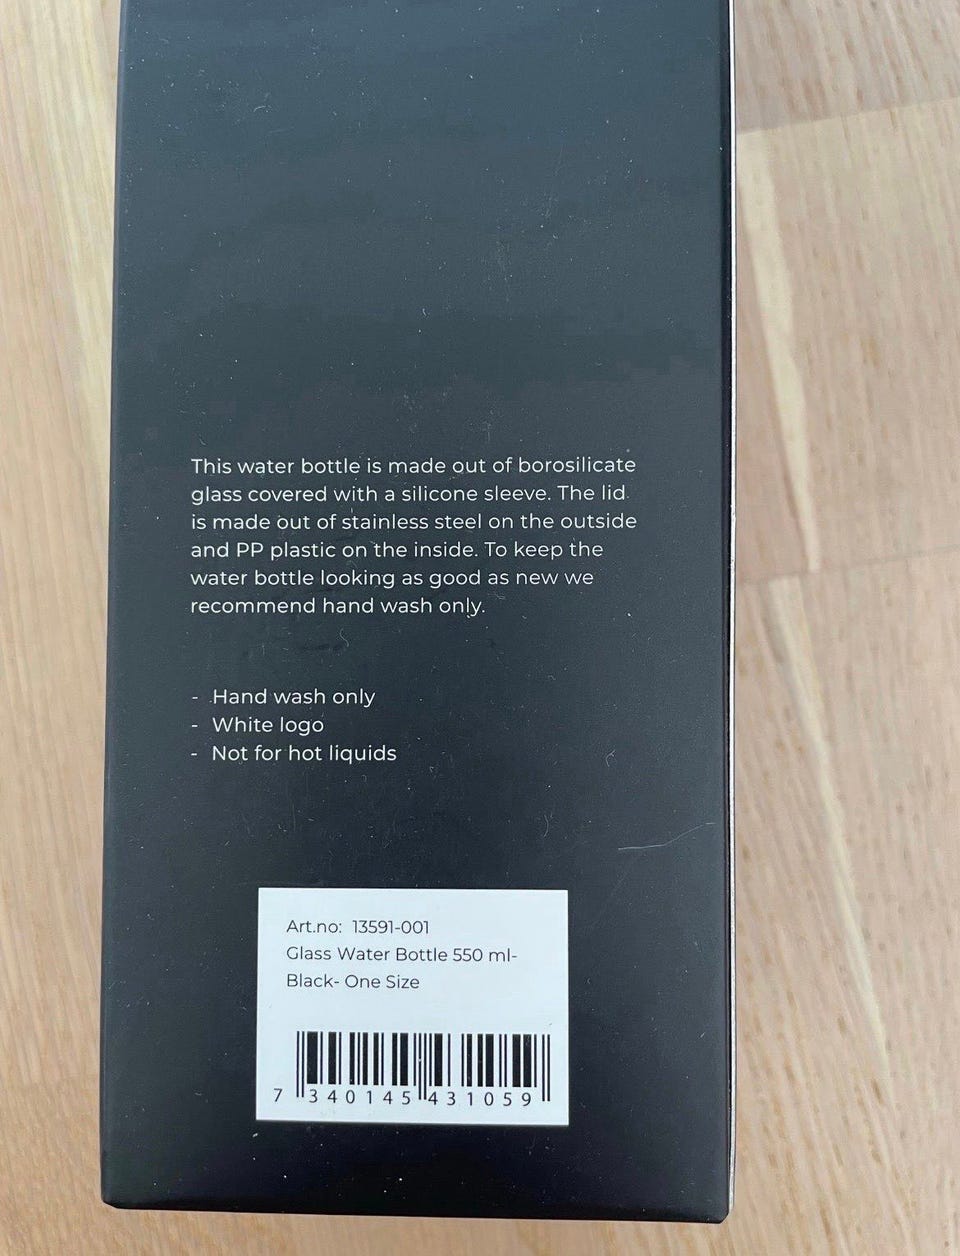 This water bottle is made out of borosilicate
glass covered with a silicone sleeve. The lid
is made out of stainless steel on the outside
and PP plastic on the inside. To keep the
water bottle looking as good as new we
recommend hand wash only.
- Hand wash only
- White logo
- Not for hot liquids
Art.no: 13591-001
Glass Water Bottle 550 ml-
Black- One Size
7 340145 431059